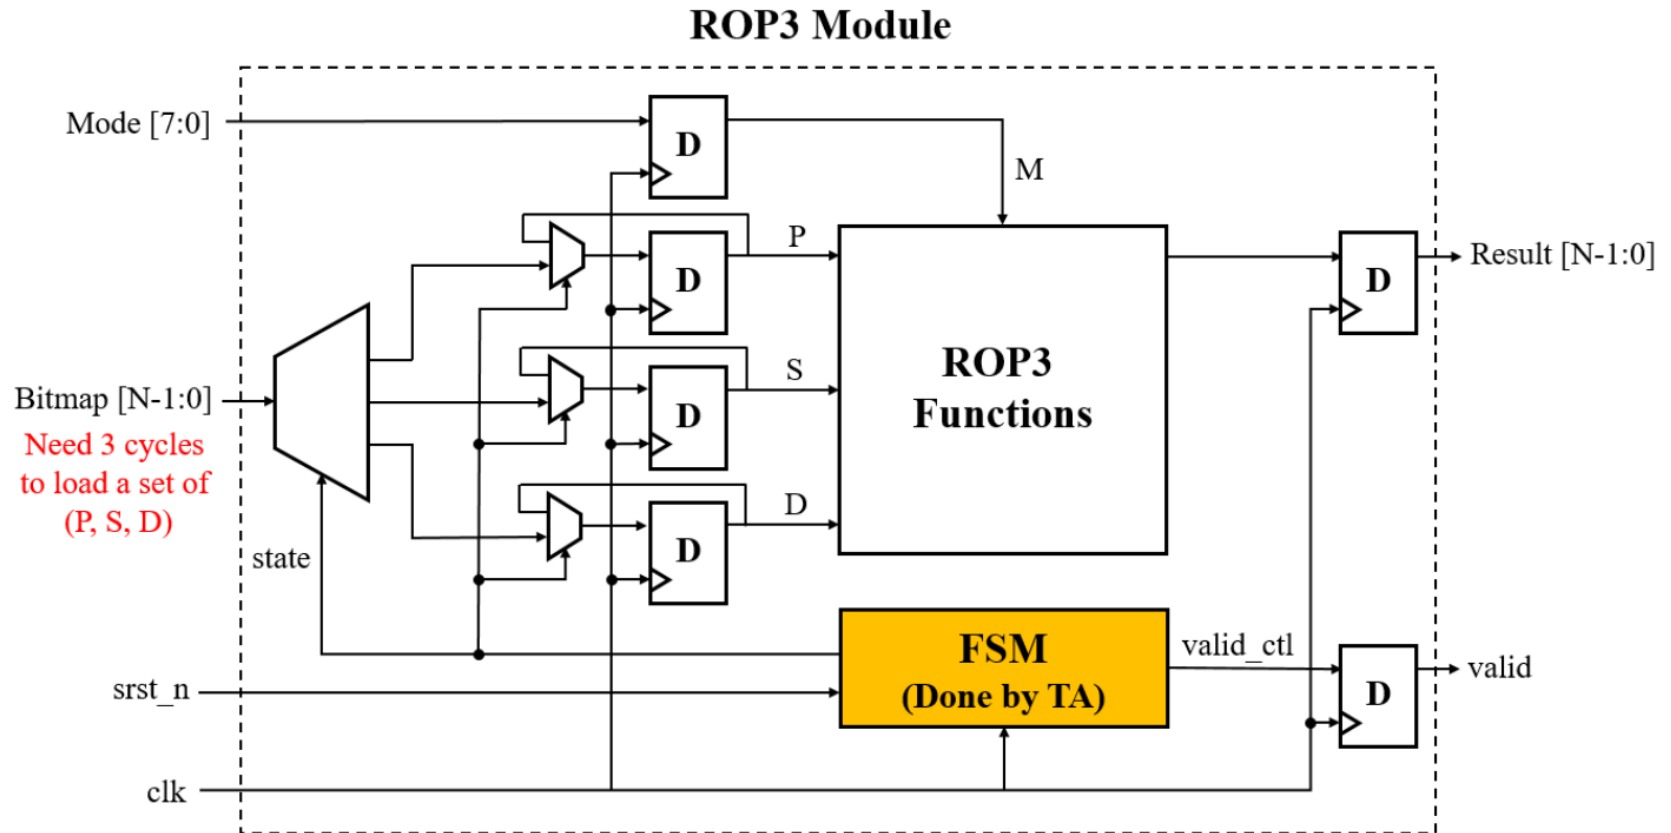 ROP3 Module
Mode [7:0]
D
M
P
D
Result [N-1:0]
D
S
D
ROP3
Functions
Bitmap [N-1:0]
Need 3 cycles
to load a set of
(P, S, D)
D
D
state
FSM
(Done by TA)
valid_ctl
D
valid
srst_n
clk